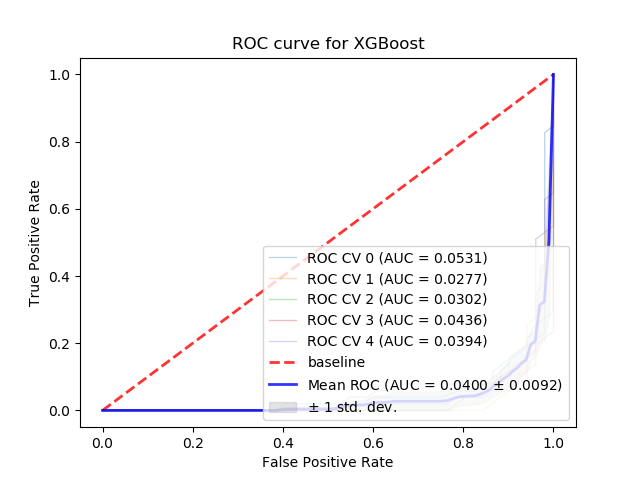 ROC curve for XGBoost
True Positive Rate
1.0
0.8
0.6
0.4
0.2
0.0
ROC CV 0 (AUC = 0.0531)
ROC CV 1 (AUC = 0.0277)
ROC CV 2 (AUC = 0.0302)
ROC CV 3 (AUC = 0.0436)
ROC CV 4 (AUC = 0.0394)
baseline
Mean ROC (AUC = 0.0400 ± 0.0092)
± 1 std. dev.
0.0 0.2 0.4 0.6 0.8 1.0
False Positive Rate